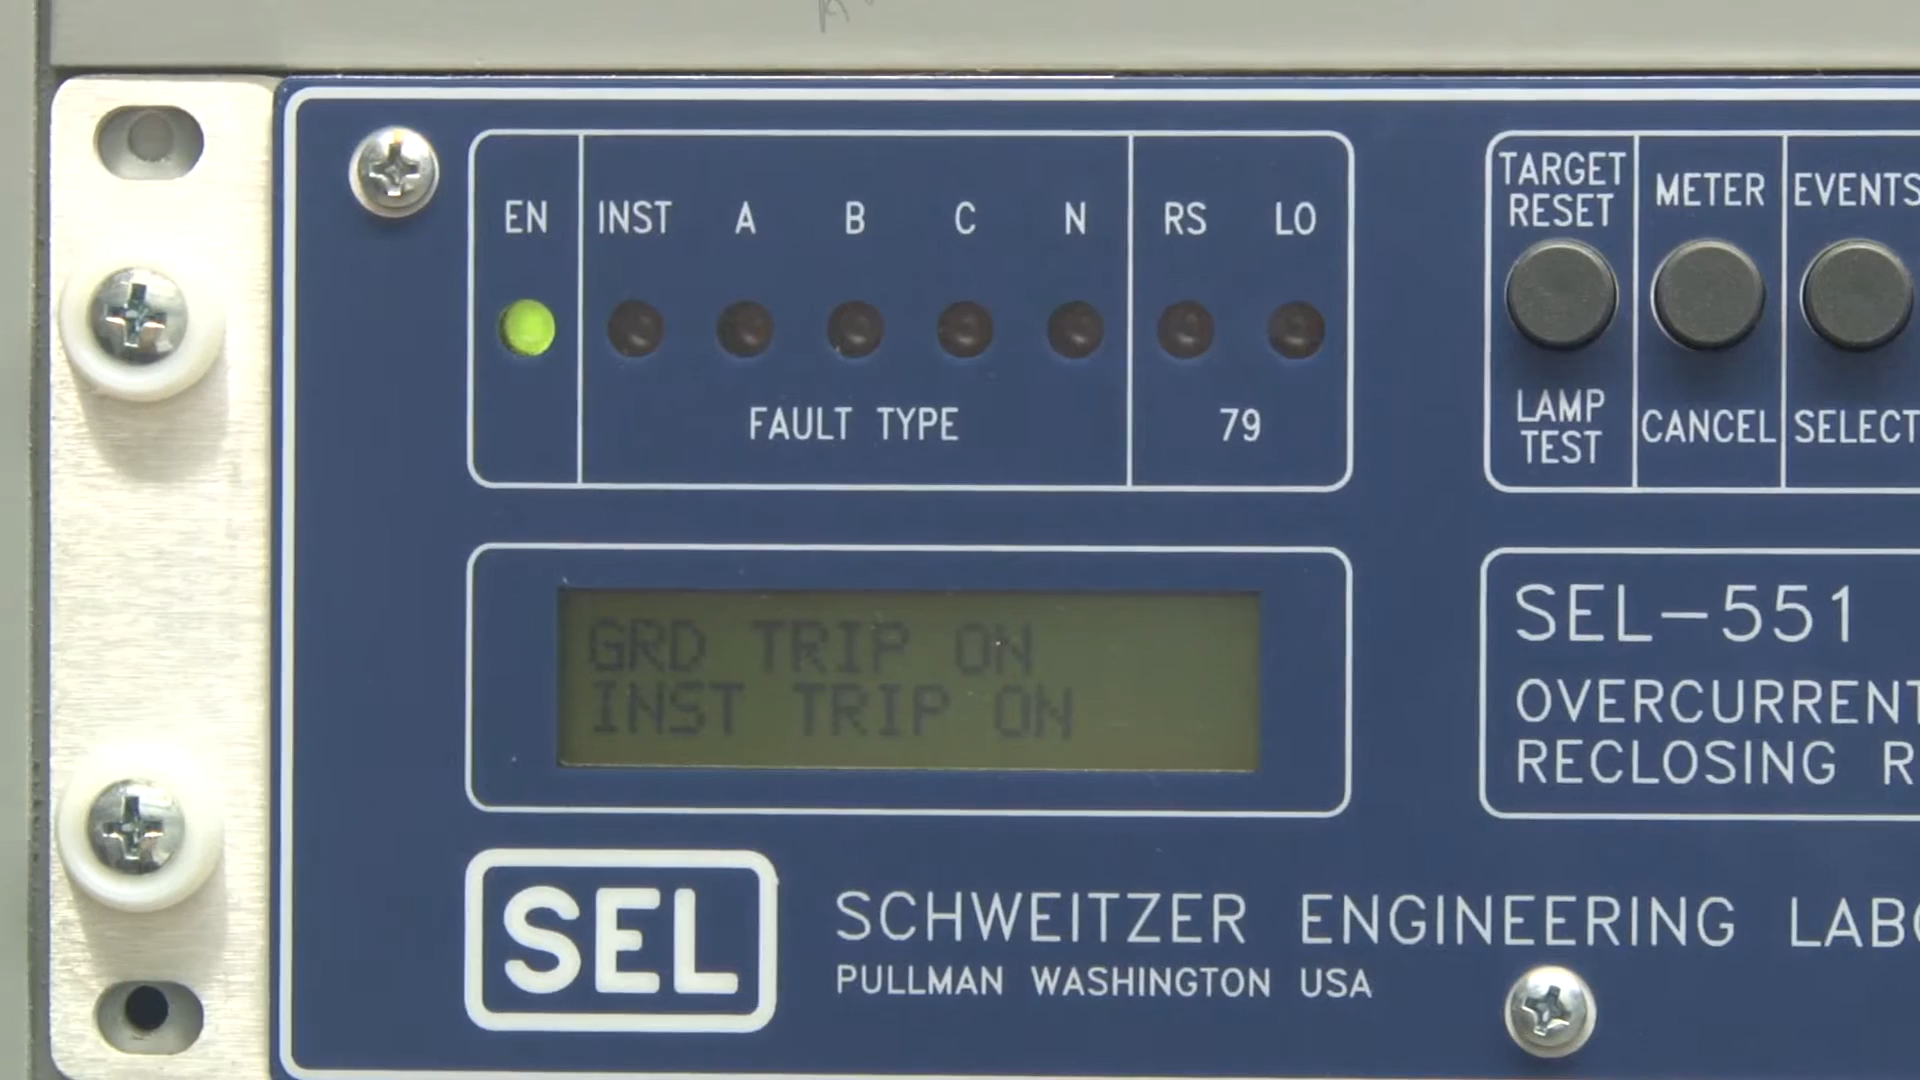 EN INST A B C N RS LO
FAULT TYPE 79
TARGET RESET
METER
EVENTS
LAMP TEST
CANCEL
SELECT
GRD TRIP ON
INST TRIP ON
SEL-551
OVERCURRENT
RECLOSING R
SEL
SCHWEITZER ENGINEERING LABO
PULLMAN WASHINGTON USA